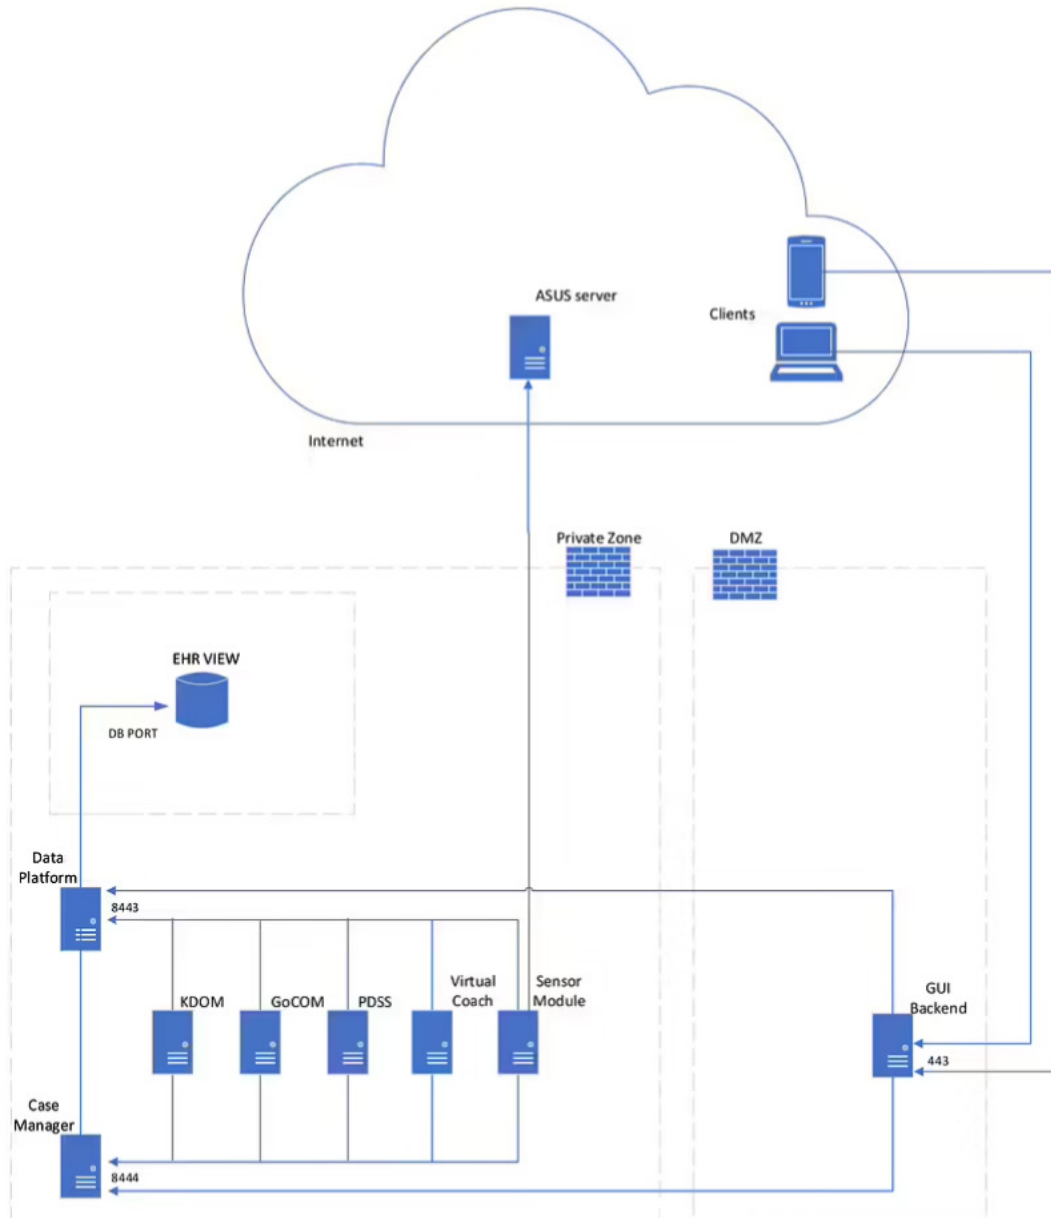 ASUS server
Clients
Internet
Private Zone
DMZ
EHR VIEW
DB PORT
Data
Platform
8443
KDOM
GoCOM
PDSS
Virtual
Coach
Sensor
Module
GUI
Backend
443
Case
Manager
8444